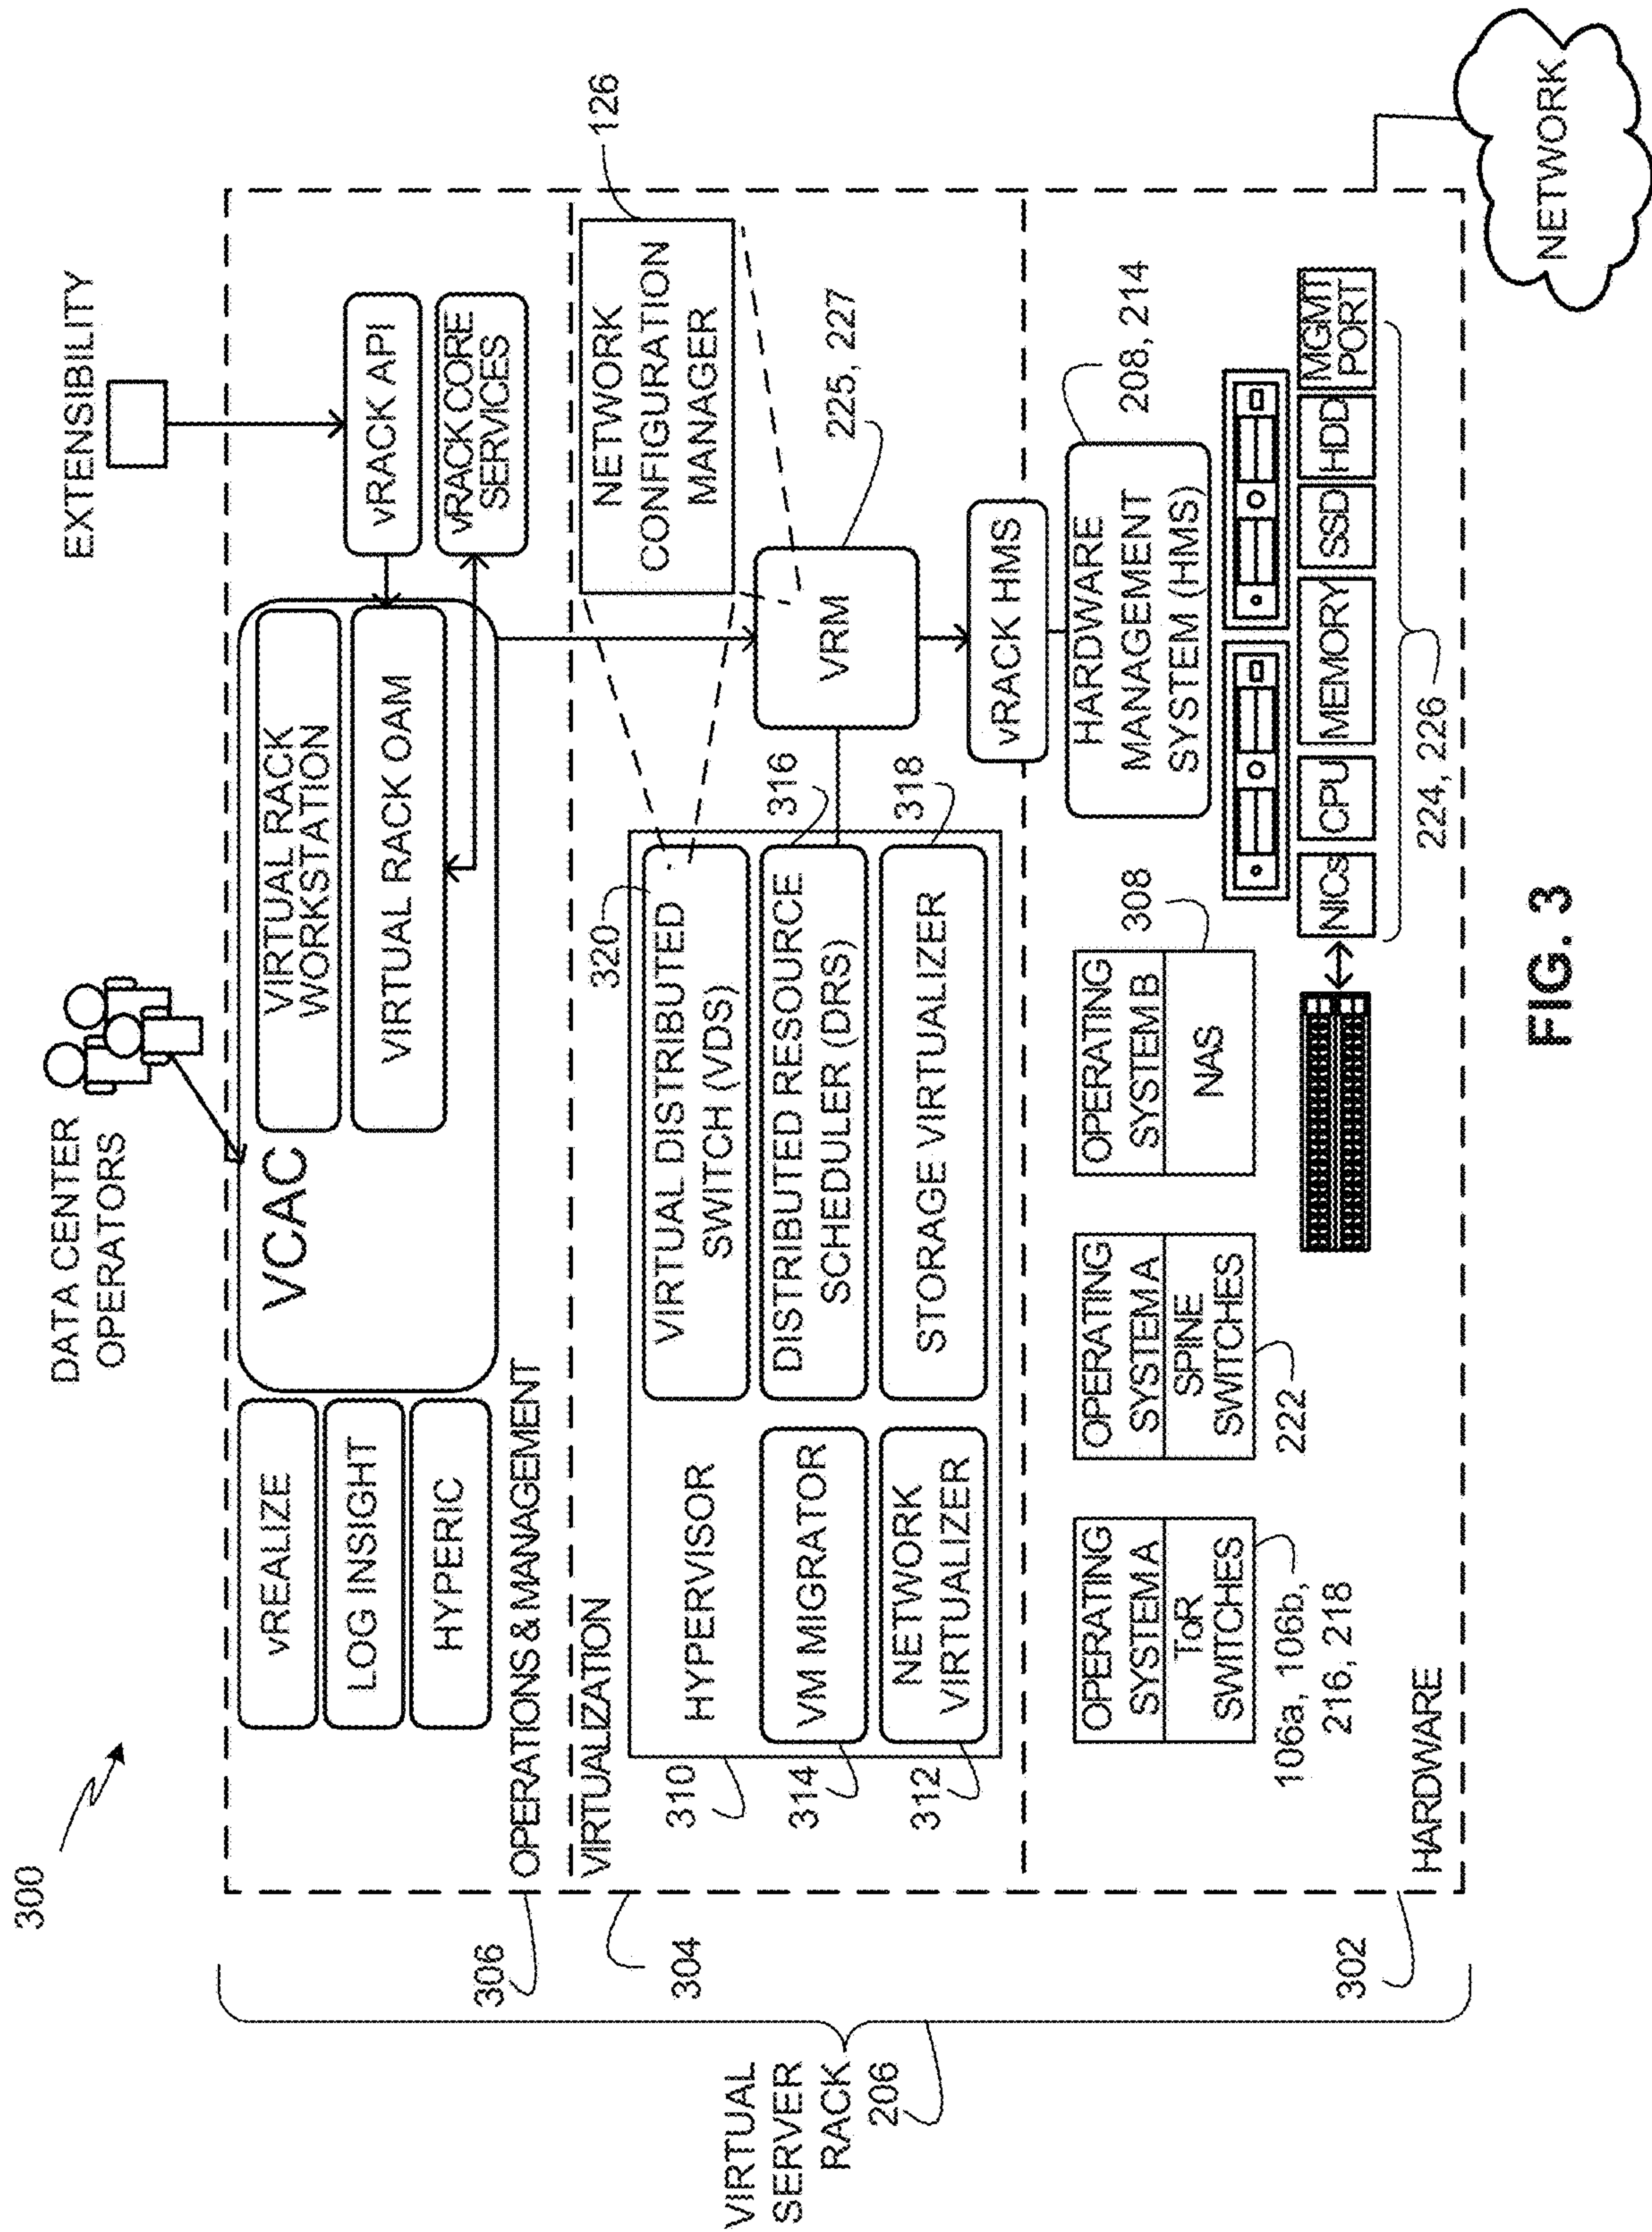 300
DATA CENTER
OPERATORS
EXTENSIBILITY
vREALIZE
LOG INSIGHT
HYPERIC
VCAC
VIRTUAL RACK
WORKSTATION
VIRTUAL RACK OAM
vRACK API
vRACK CORE
SERVICES
306
OPERATIONS & MANAGEMENT
VIRTUALIZATION
304
NETWORK
CONFIGURATION
MANAGER
126
310
HYPERVISOR
320
VIRTUAL DISTRIBUTED
SWITCH (VDS)
314
VM MIGRATOR
DISTRIBUTED RESOURCE
SCHEDULER (DRS)
316
312
NETWORK
VIRTUALIZER
STORAGE VIRTUALIZER
318
VRM
225, 227
VIRTUAL
SERVER
RACK
206
vRACK HMS
HARDWARE
MANAGEMENT
SYSTEM (HMS)
208, 214
OPERATING
SYSTEM A
ToR
SWITCHES
106a, 106b,
216, 218
OPERATING
SYSTEM A
SPINE
SWITCHES
222
OPERATING
SYSTEM B
NAS
308
NICs
CPU
MEMORY
SSD
HDD
MGMT
PORT
224, 226
302
HARDWARE
NETWORK
FIG. 3